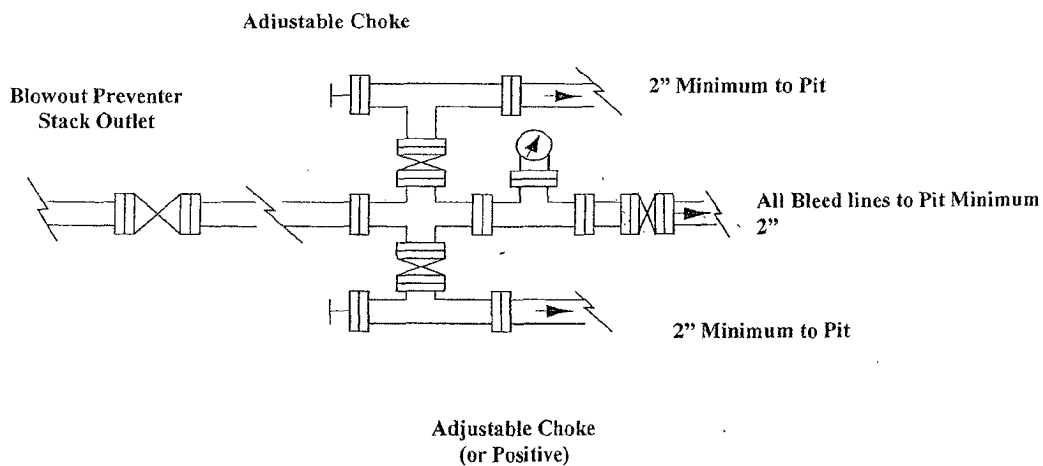 Adiustable Choke
2” Minimum to Pit
Blowout Preventer
Stack Outlet
All Bleed lines to Pit Minimum
2”
2” Minimum to Pit
Adjustable Choke
(or Positive)